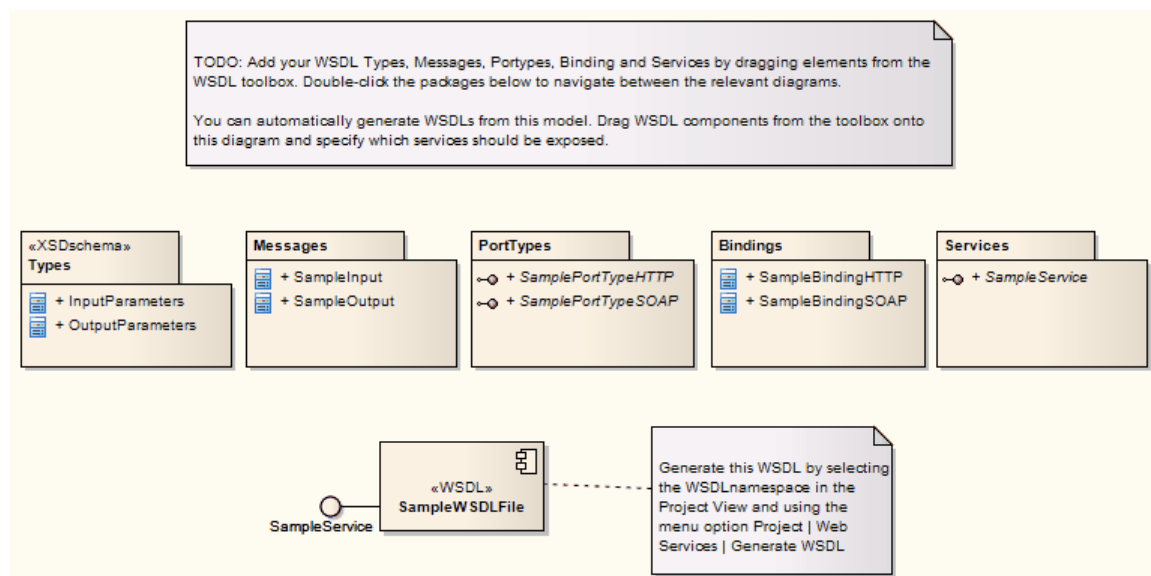 TODO: Add your WSDL Types, Messages, Portypes, Binding and Services by dragging elements from the
WSDL toolbox. Double-click the packages below to navigate between the relevant diagrams.
You can automatically generate WSDLs from this model. Drag WSDL components from the toolbox onto
this diagram and specify which services should be exposed.
«XSDschema»
Types
+ InputParameters
+ OutputParameters
Messages
+ SampleInput
+ SampleOutput
PortTypes
+ SamplePortTypeHTTP
+ SamplePortTypeSOAP
Bindings
+ SampleBindingHTTP
+ SampleBindingSOAP
Services
+ SampleService
SampleService
«WSDL»
SampleWSDLFile
Generate this WSDL by selecting
the WSDLnamespace in the
Project View and using the
menu option Project | Web
Services | Generate WSDL